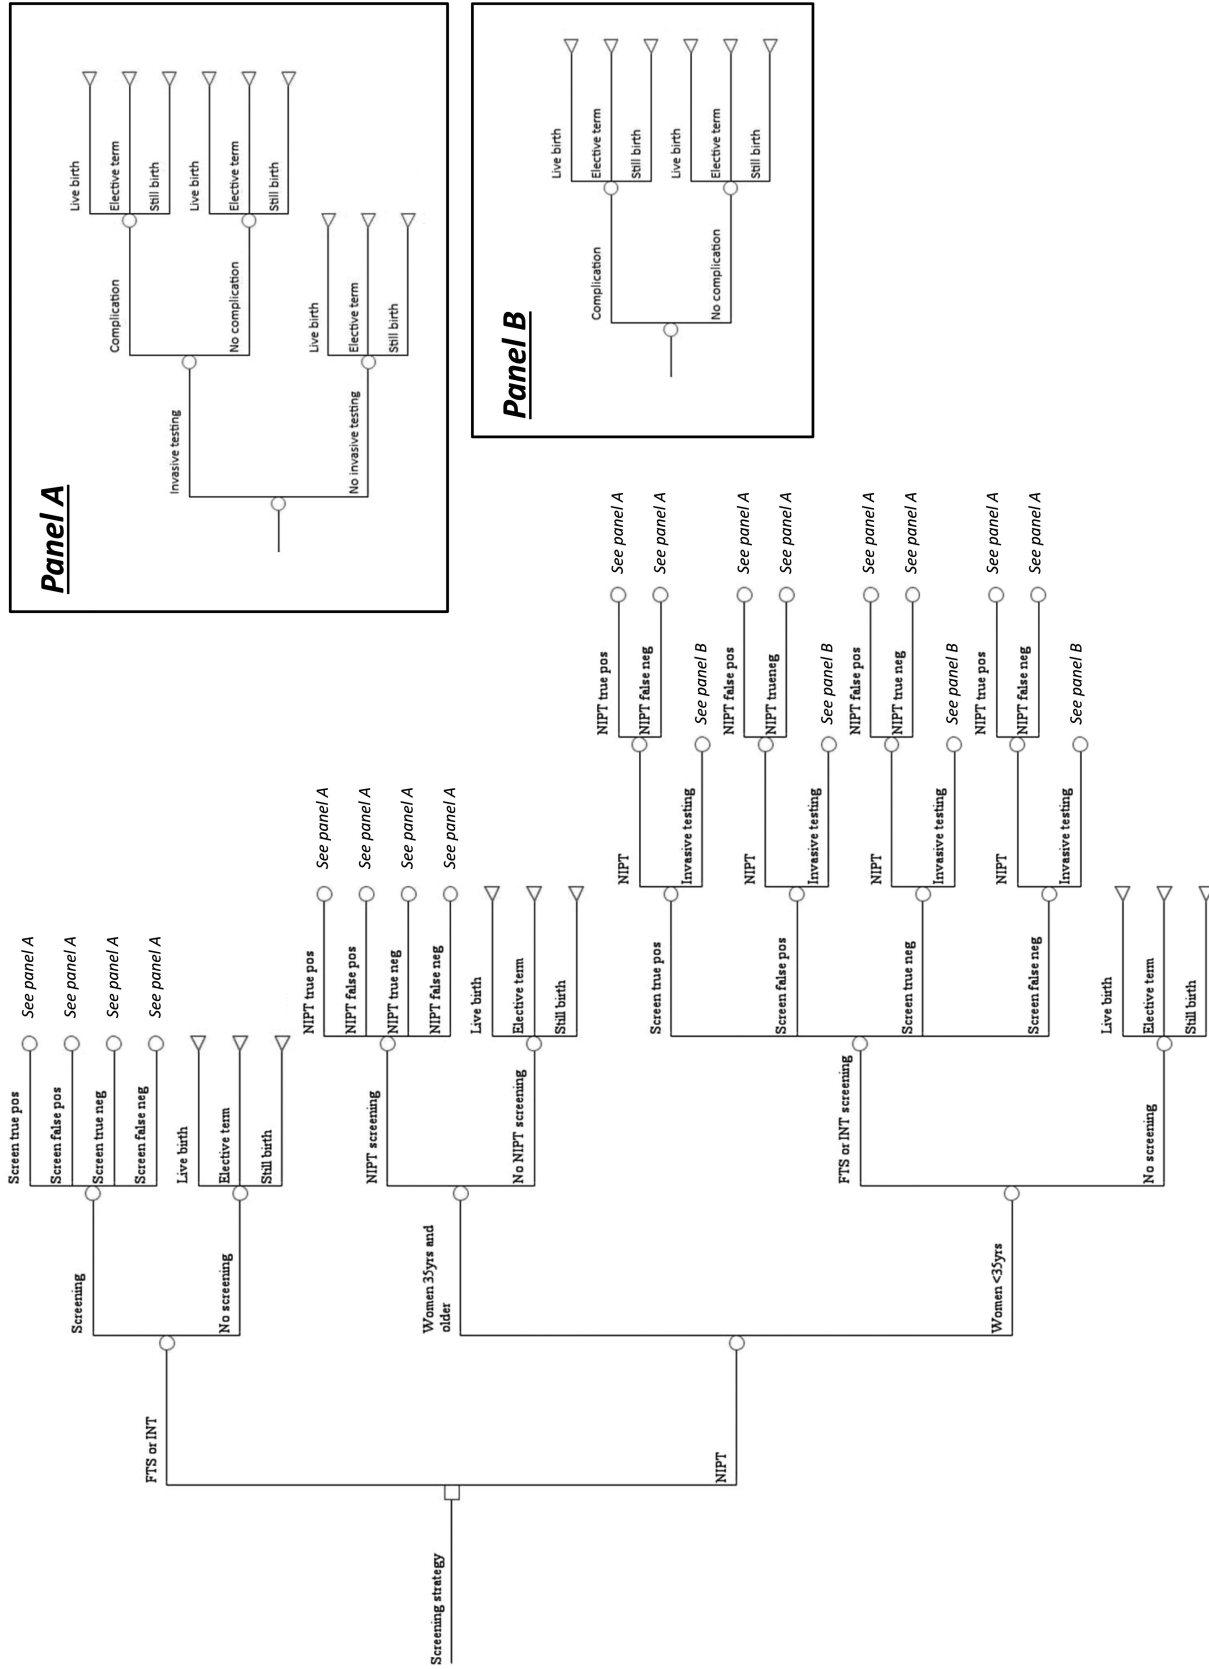 Screening strategy
FTS or INT
Screening
Screen true pos
See panel A
Screen false pos
See panel A
Screen true neg
See panel A
Screen false neg
See panel A
No screening
Live birth
Elective term
Still birth
NIPT
Women 35yrs and
older
NIPT screening
NIPT true pos
See panel A
NIPT false pos
See panel A
NIPT true neg
See panel A
NIPT false neg
See panel A
No NIPT screening
Live birth
Elective term
Still birth
Women <35yrs
FTS or INT screening
Screen true pos
NIPT
NIPT true pos
See panel A
NIPT false neg
See panel A
Invasive testing
See panel B
Screen false pos
NIPT
NIPT false pos
See panel A
NIPT trueneg
See panel A
Invasive testing
See panel B
Screen true neg
NIPT
NIPT false pos
See panel A
NIPT true neg
See panel A
Invasive testing
See panel B
Screen false neg
NIPT
NIPT true pos
See panel A
NIPT false neg
See panel A
Invasive testing
See panel B
No screening
Live birth
Elective term
Still birth
Panel A
Invasive testing
Complication
Live birth
Elective term
Still birth
No complication
Live birth
Elective term
Still birth
No invasive testing
Live birth
Elective term
Still birth
Panel B
Complication
Live birth
Elective term
Still birth
No complication
Live birth
Elective term
Still birth